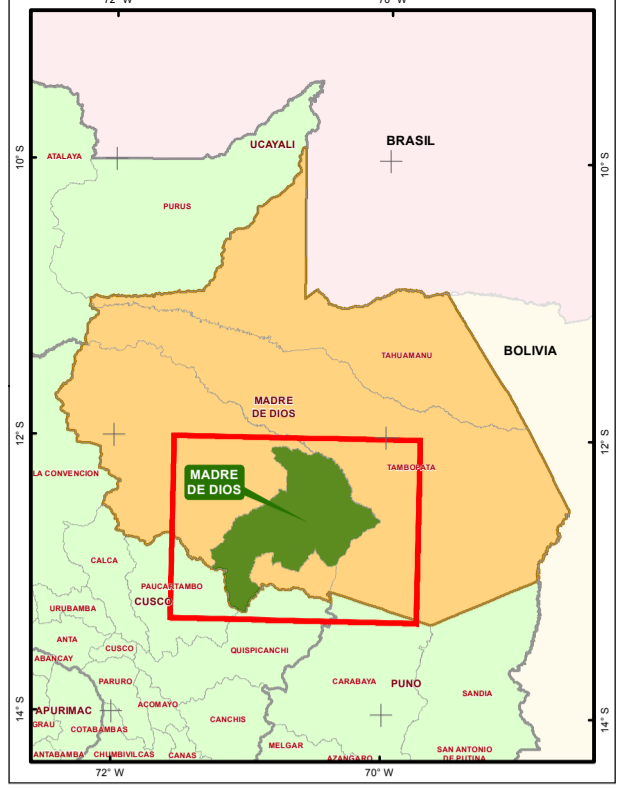 72° W
70° W
BRASIL
UCAYALI
10° S
ATALAYA
10° S
PURUS
BOLIVIA
TAHUAMANU
MADRE
DE DIOS
12° S
12° S
TAMBOPATA
LA CONVENCION
MADRE
DE DIOS
CALCA
PAUCARTAMBO
CUSCO
URUBAMBA
ANTA
CUSCO
QUISPICANCHI
ABANCAY
PARURO
CARABAYA
PUNO
SANDIA
ACOMAYO
APURIMAC
14° S
14° S
CANCHIS
GRAU
COTABAMBAS
MELGAR
SAN ANTONIO
DE PUTINA
ANTABAMBA
CHUMBIVILCAS
CANAS
AZANGARO
72° W
70° W